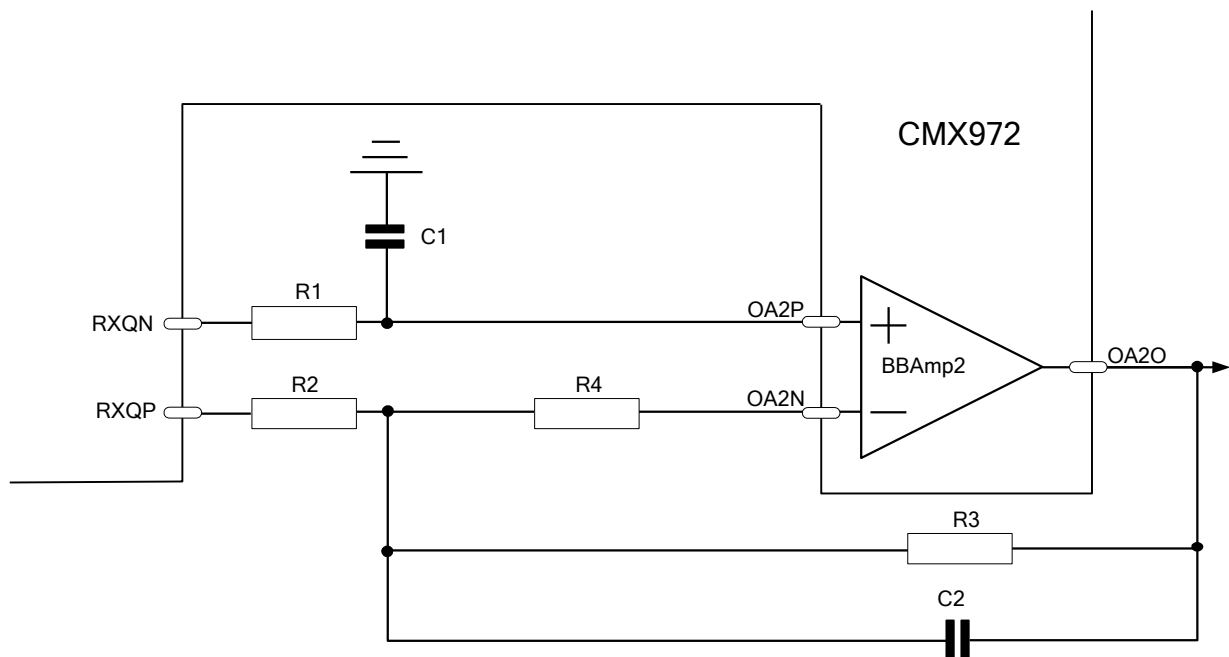 CMX972
C1
R1
RXQN
OA2P
BBAmp2
OA2O
R2
R4
RXQP
OA2N
R3
C2